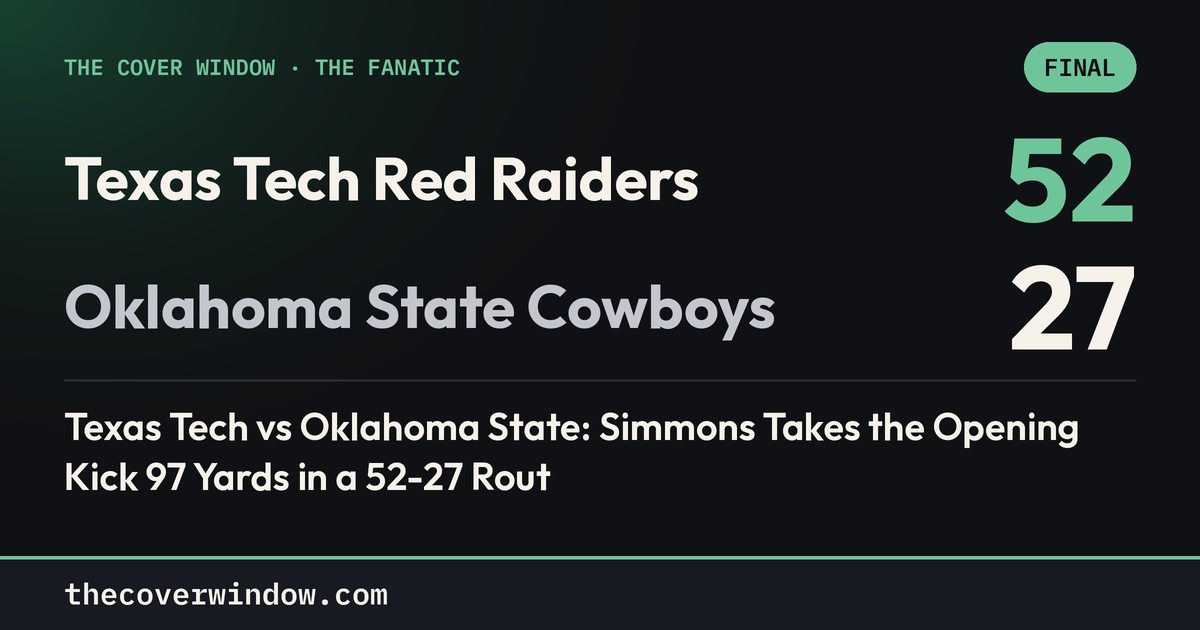 THE COVER WINDOW · THE FANATIC
FINAL
Texas Tech Red Raiders 52
Oklahoma State Cowboys 27
Texas Tech vs Oklahoma State: Simmons Takes the Opening
Kick 97 Yards in a 52-27 Rout
thecoverwindow.com